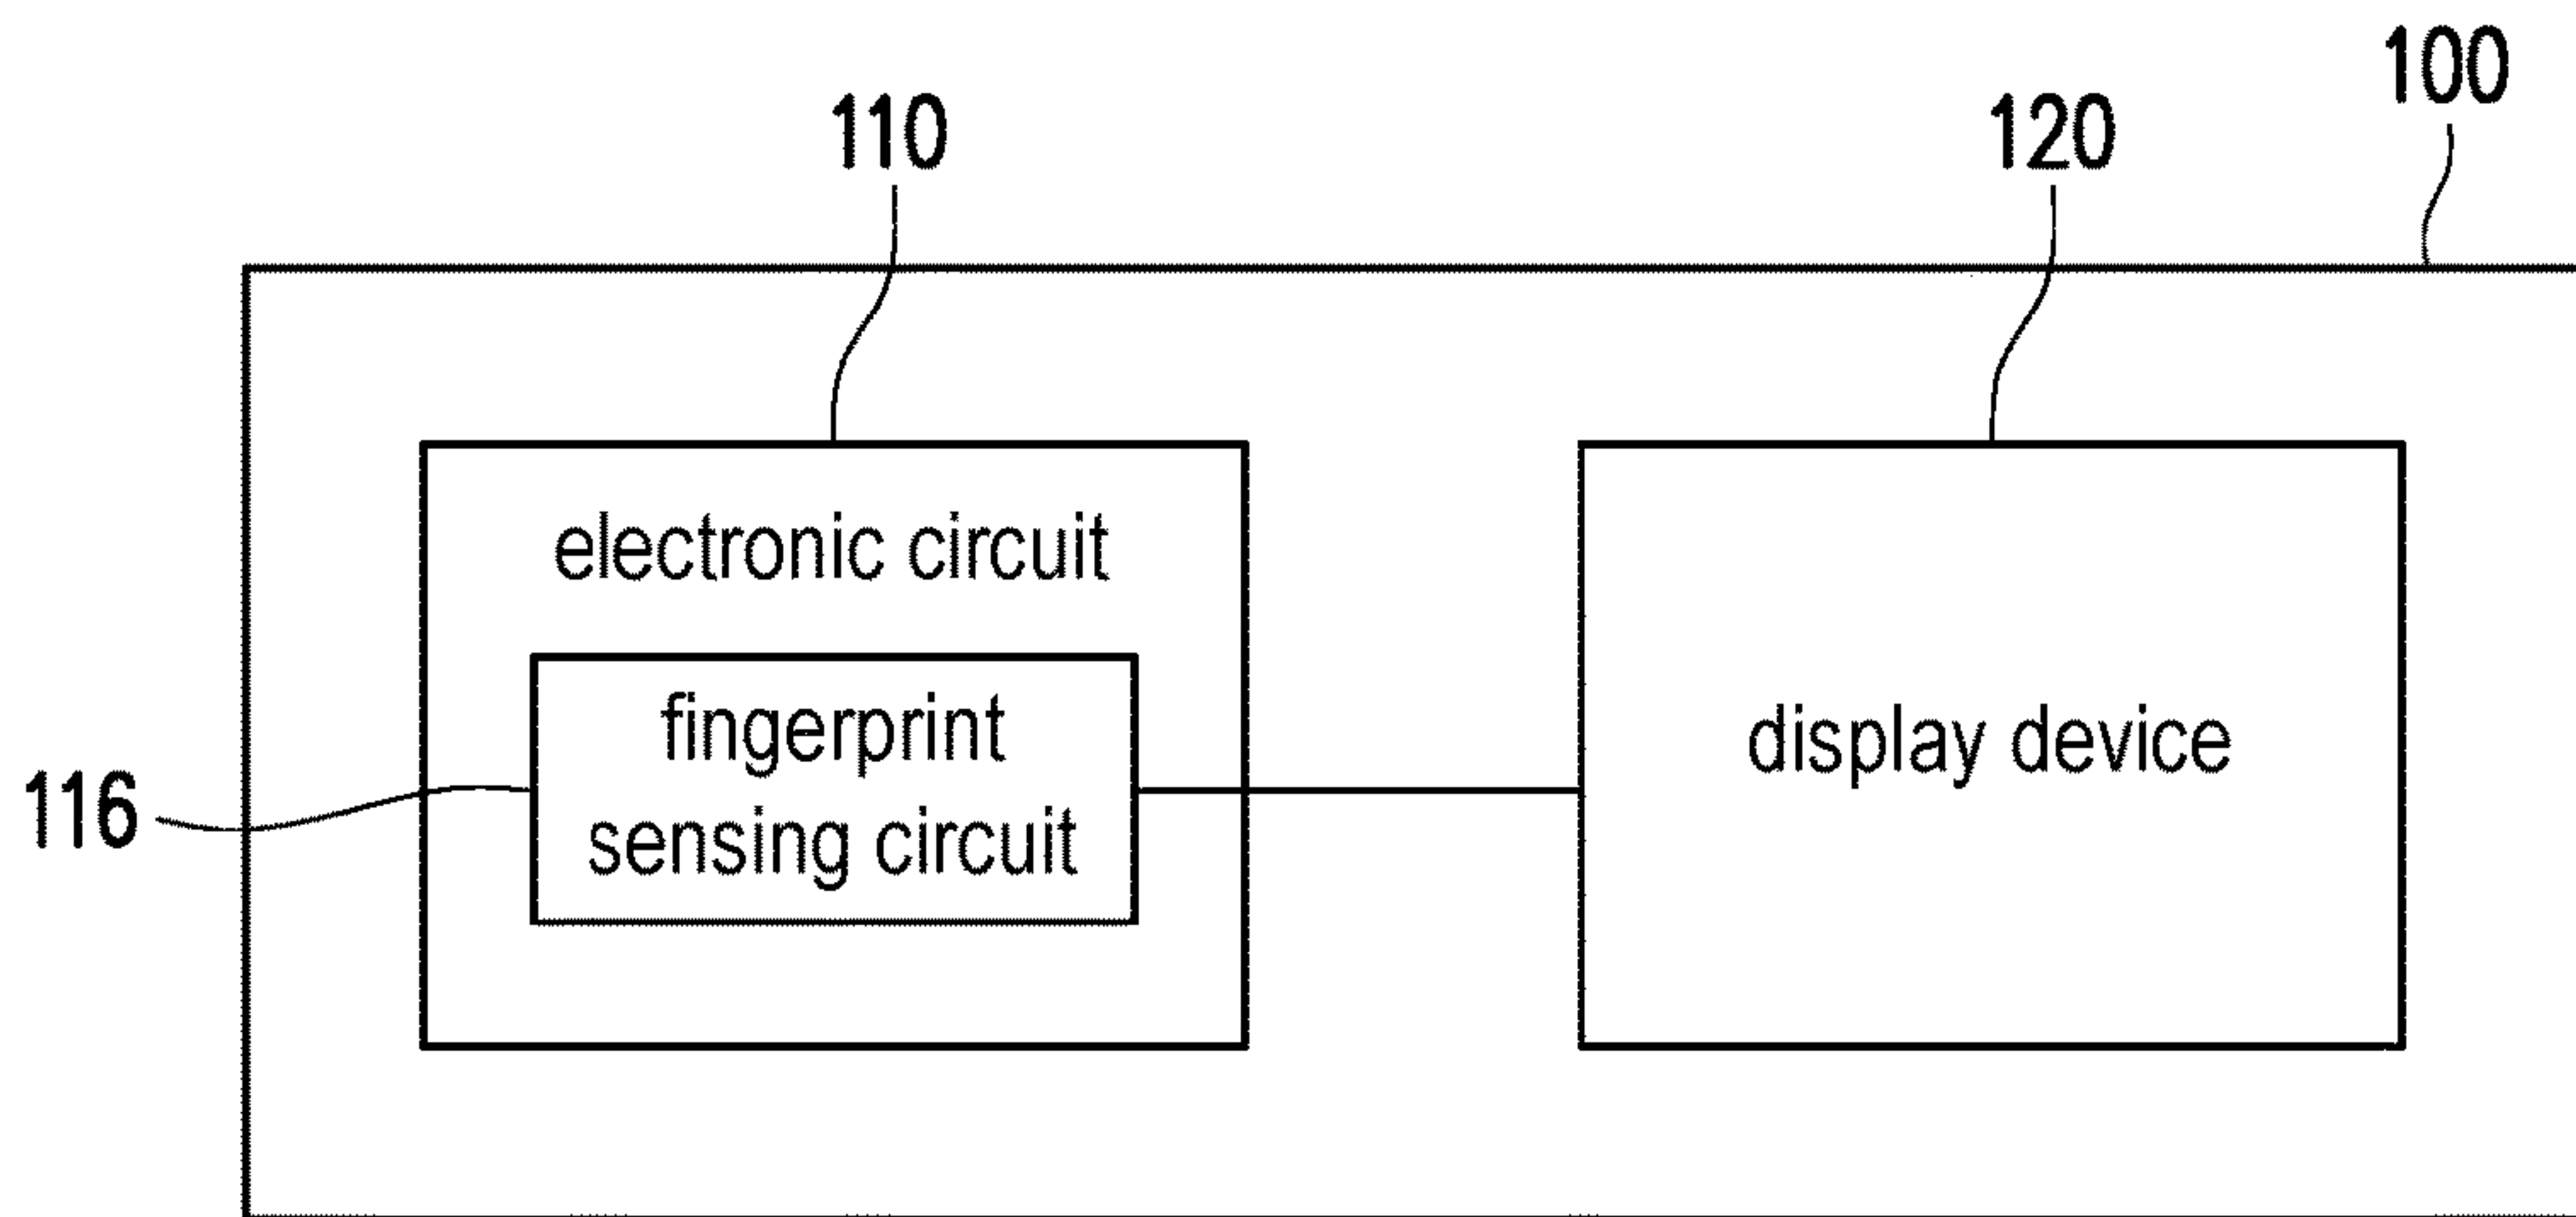 100
110
120
electronic circuit
fingerprint
sensing circuit
display device
116